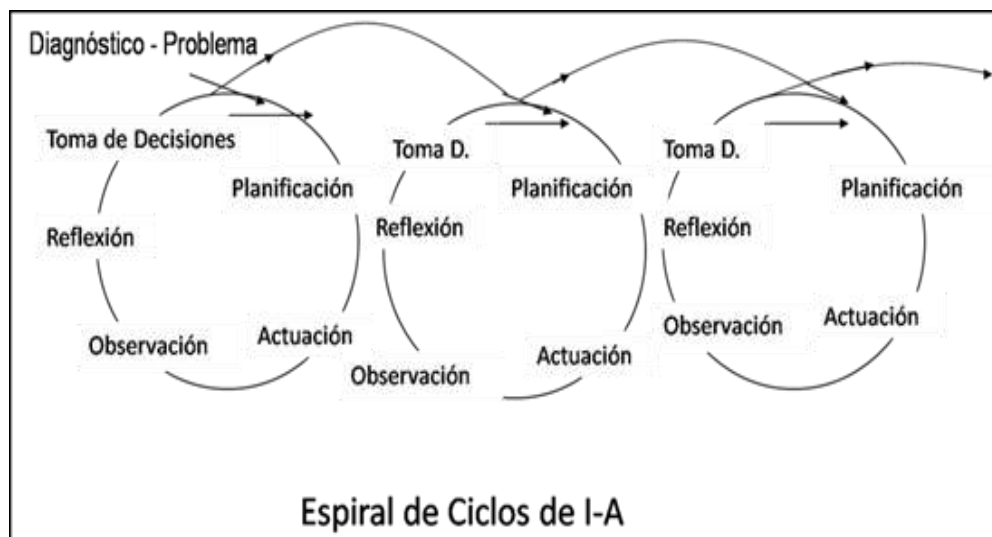 Diagnóstico - Problema
Toma de Decisiones
Planificación
Actuación
Observación
Reflexión
Toma D.
Planificación
Actuación
Observación
Reflexión
Toma D.
Planificación
Actuación
Observación
Reflexión
Espiral de Ciclos de I-A